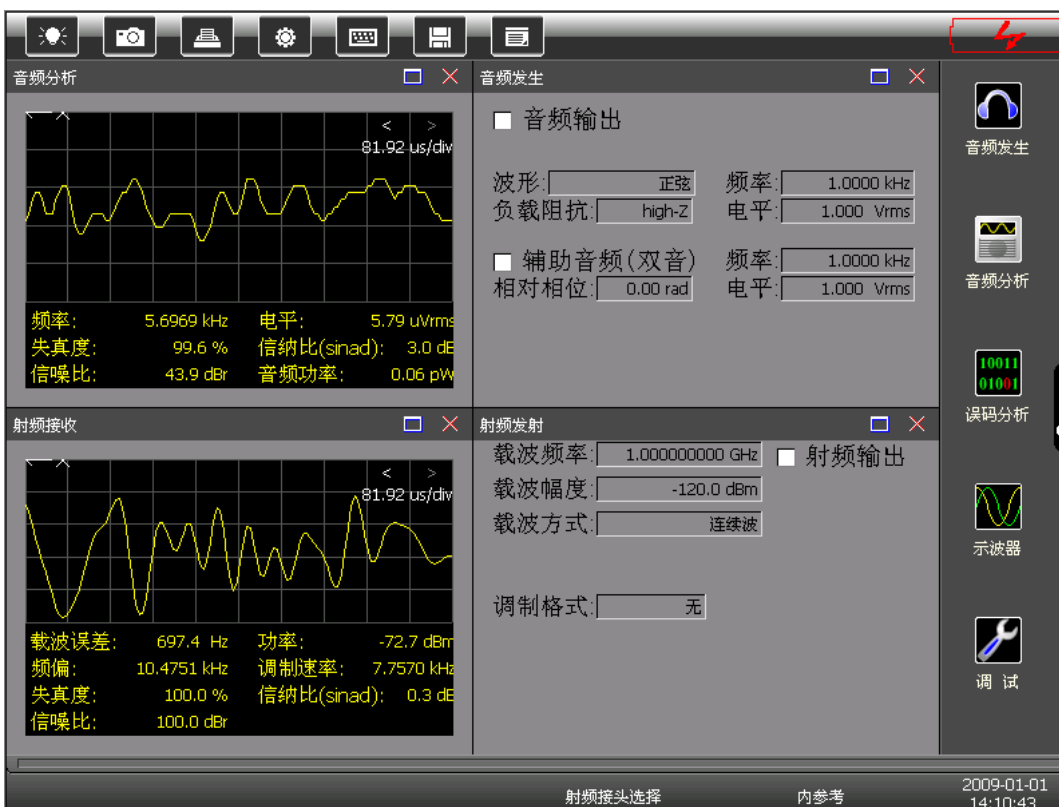 音频分析
< >
81.92 us/div
频率: 5.6969 kHz 电平: 5.79 uVrms
失真度: 99.6 % 信纳比(sinad): 3.0 dB
信噪比: 43.9 dBr 音频功率: 0.06 pW
音频发生
音频输出
波形: 正弦 频率: 1.0000 kHz
负载阻抗: high-Z 电平: 1.000 Vrms
辅助音频(双音) 频率: 1.0000 kHz
相对相位: 0.00 rad 电平: 1.000 Vrms
射频接收
< >
81.92 us/div
载波误差: 697.4 Hz 功率: -72.7 dBm
频偏: 10.4751 kHz 调制速率: 7.7570 kHz
失真度: 100.0 % 信纳比(sinad): 0.3 dB
信噪比: 100.0 dBr
射频发射
载波频率: 1.000000000 GHz 射频输出
载波幅度: -120.0 dBm
载波方式: 连续波
调制格式: 无
音频发生
音频分析
10011
01001
误码分析
示波器
调 试
射频接头选择 内参考 2009-01-01
14:10:43